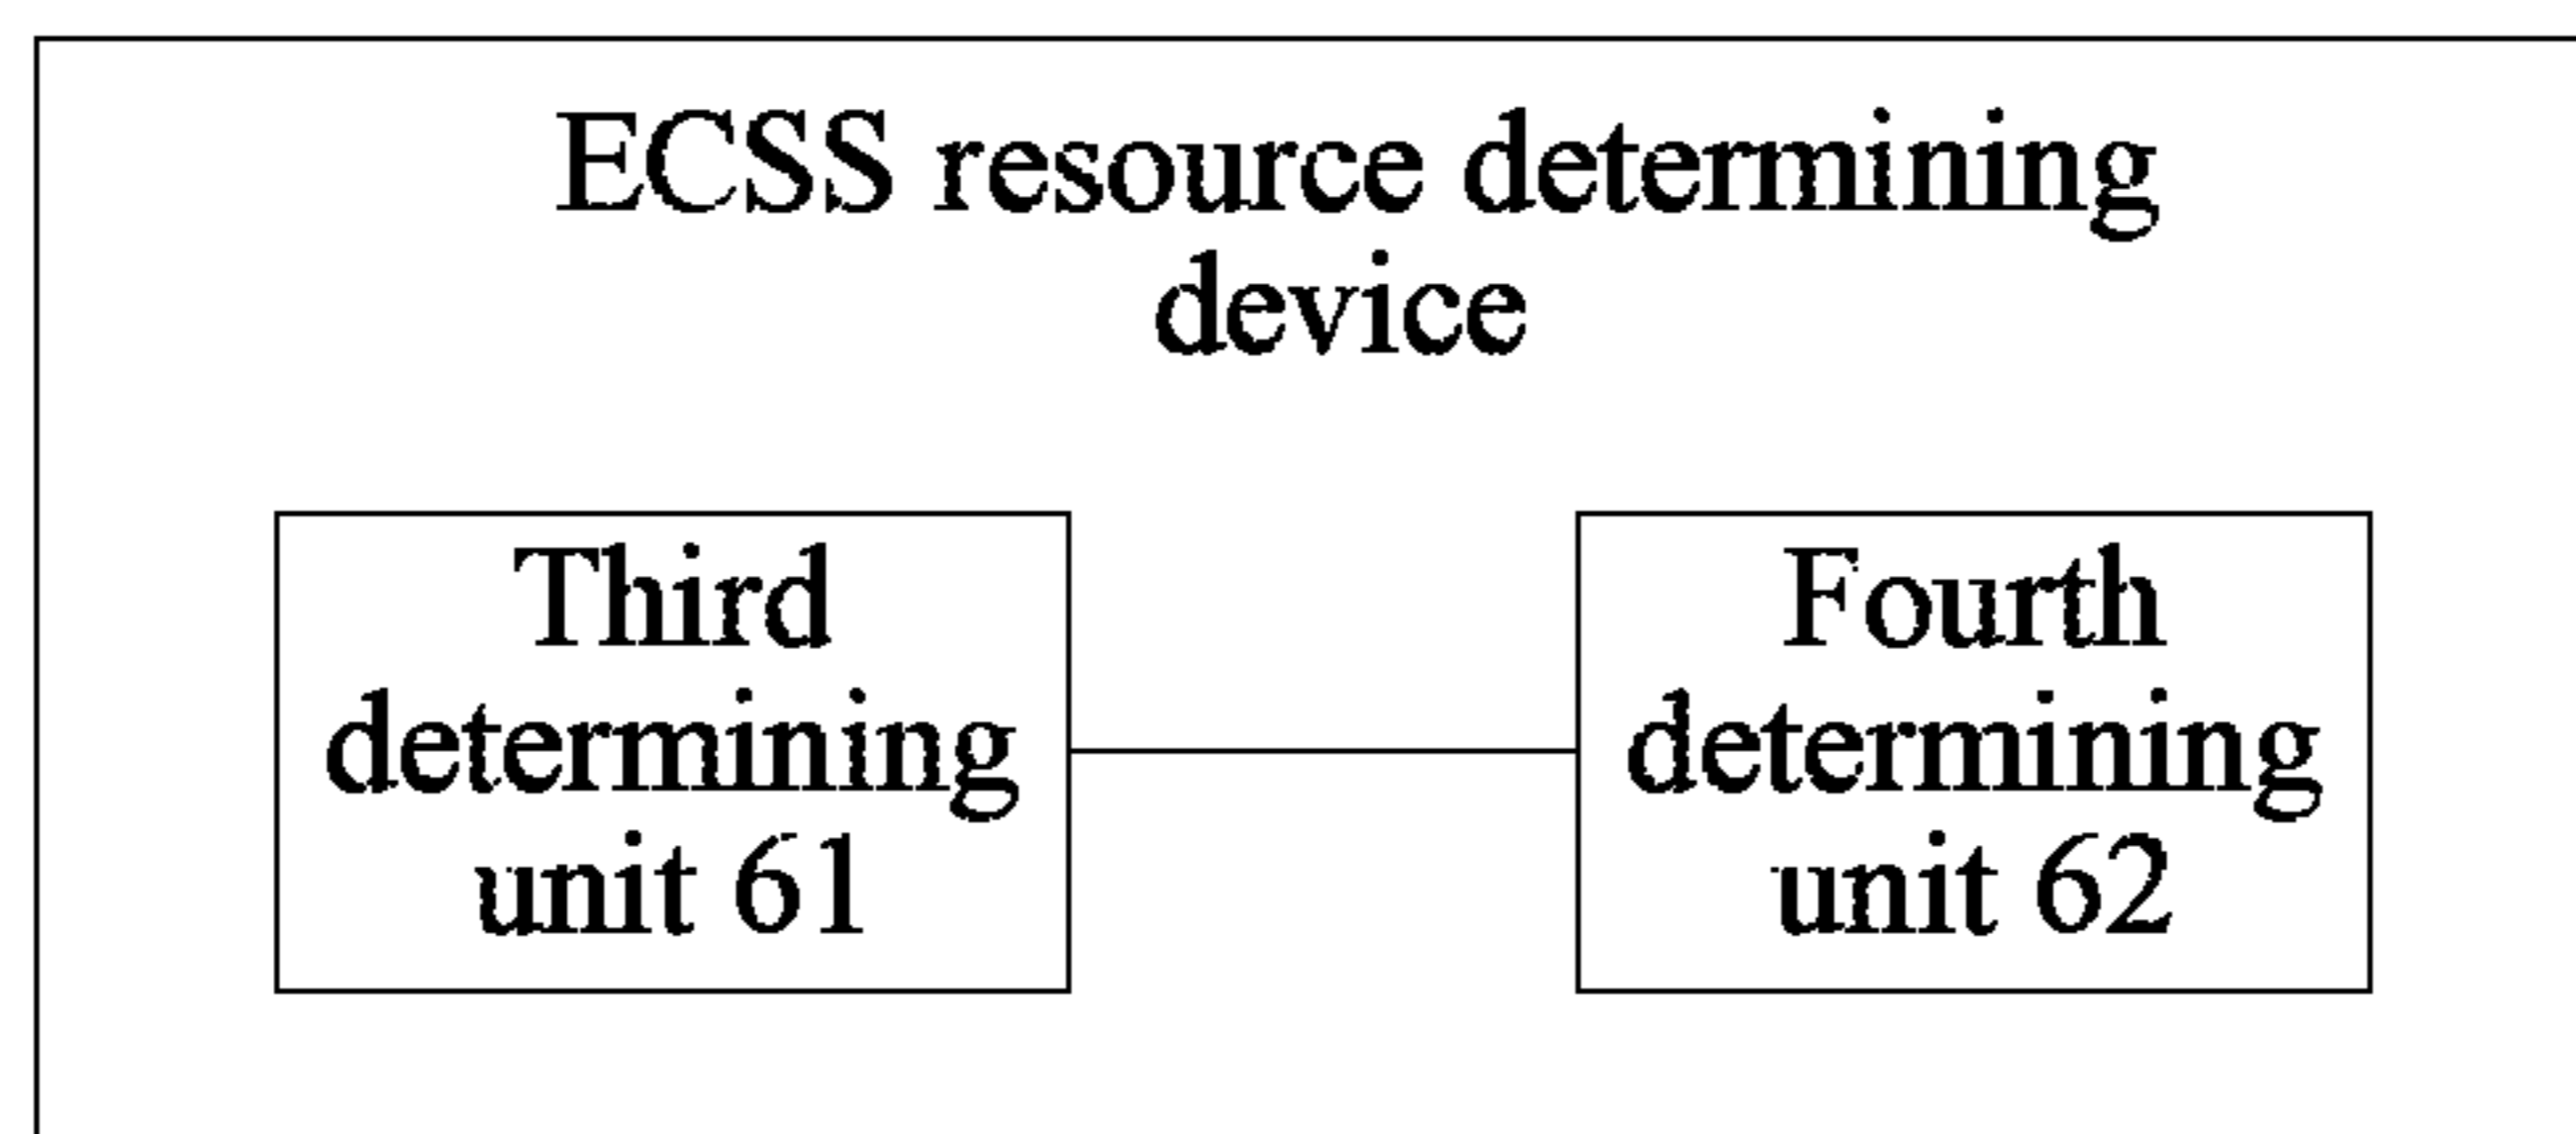 ECSS resource determining
device
Third
determining
unit 61
Fourth
determining
unit 62